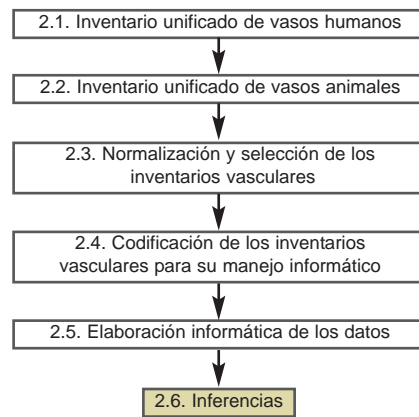 2.1. Inventario unificado de vasos humanos
2.2. Inventario unificado de vasos animales
2.3. Normalización y selección de los
inventarios vasculares
2.4. Codificación de los inventarios
vasculares para su manejo informático
2.5. Elaboración informática de los datos
2.6. Inferencias